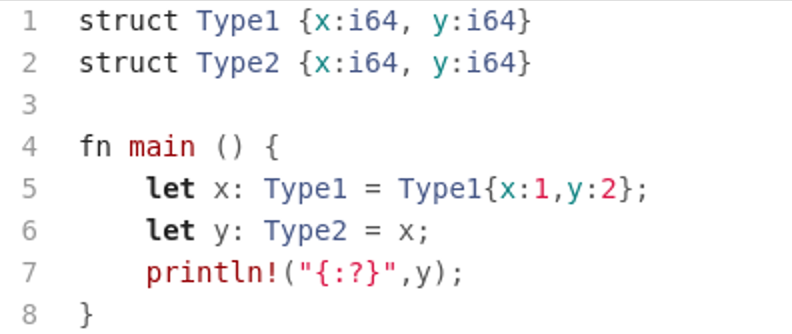 1 struct Type1 {x:i64, y:i64}
2 struct Type2 {x:i64, y:i64}
3
4 fn main () {
5     let x: Type1 = Type1{x:1,y:2};
6     let y: Type2 = x;
7     println!("{:?}",y);
8 }